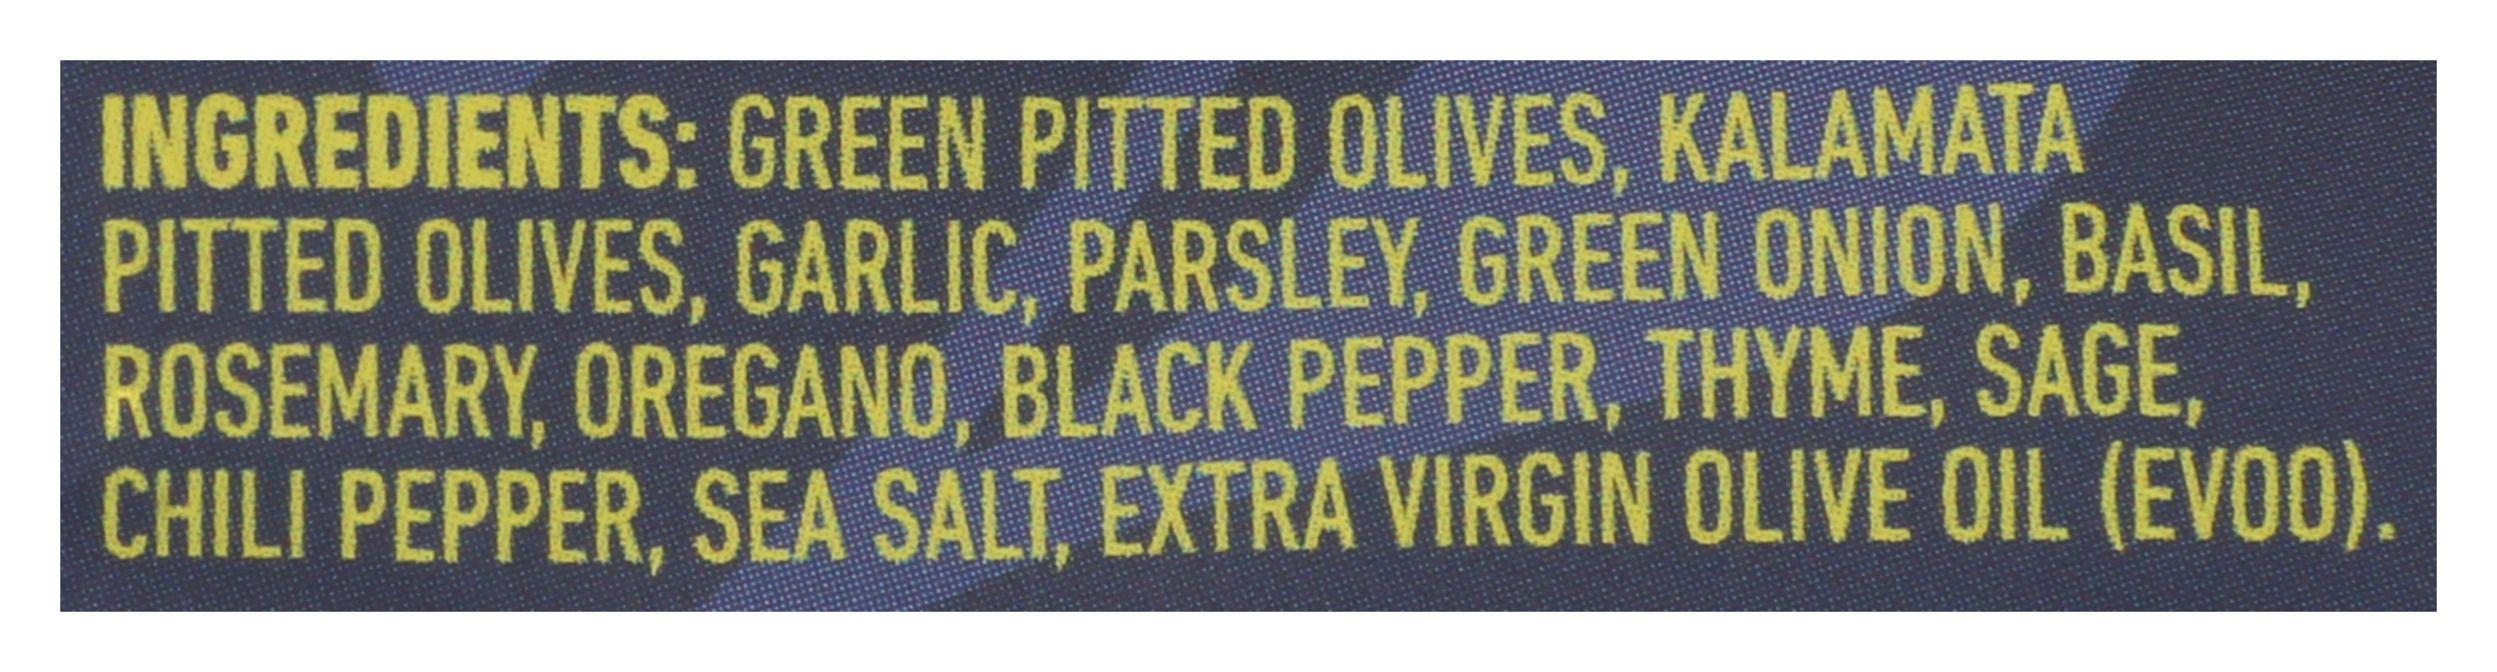 INGREDIENTS: GREEN PITTED OLIVES, KALAMATA
PITTED OLIVES, GARLIC, PARSLEY, GREEN ONION, BASIL,
ROSEMARY, OREGANO, BLACK PEPPER, THYME, SAGE,
CHILI PEPPER, SEA SALT, EXTRA VIRGIN OLIVE OIL (EVOO).